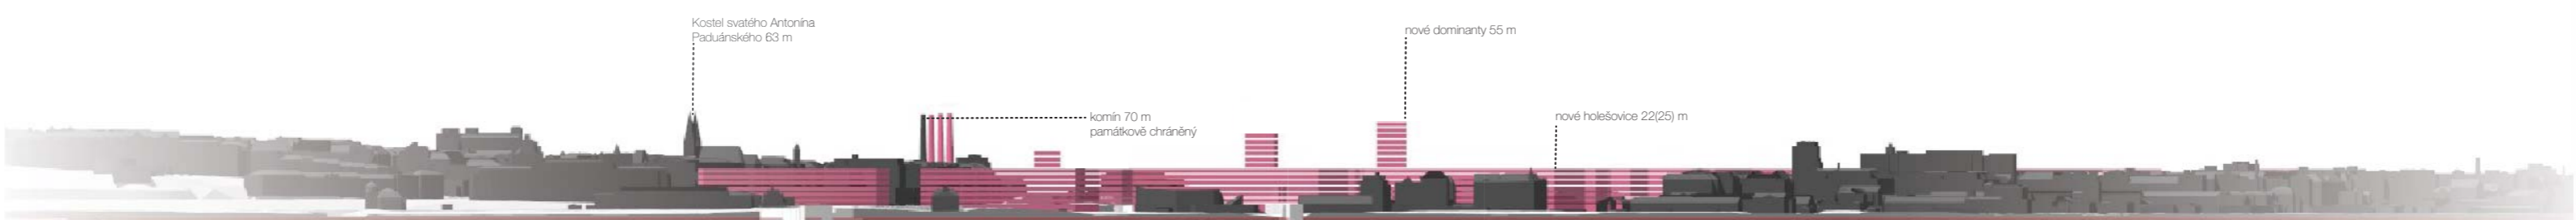 Kostel svatého Antonína
Paduánského 63 m
nové dominanty 55 m
komín 70 m
památkově chráněný
nové holešovice 22(25) m